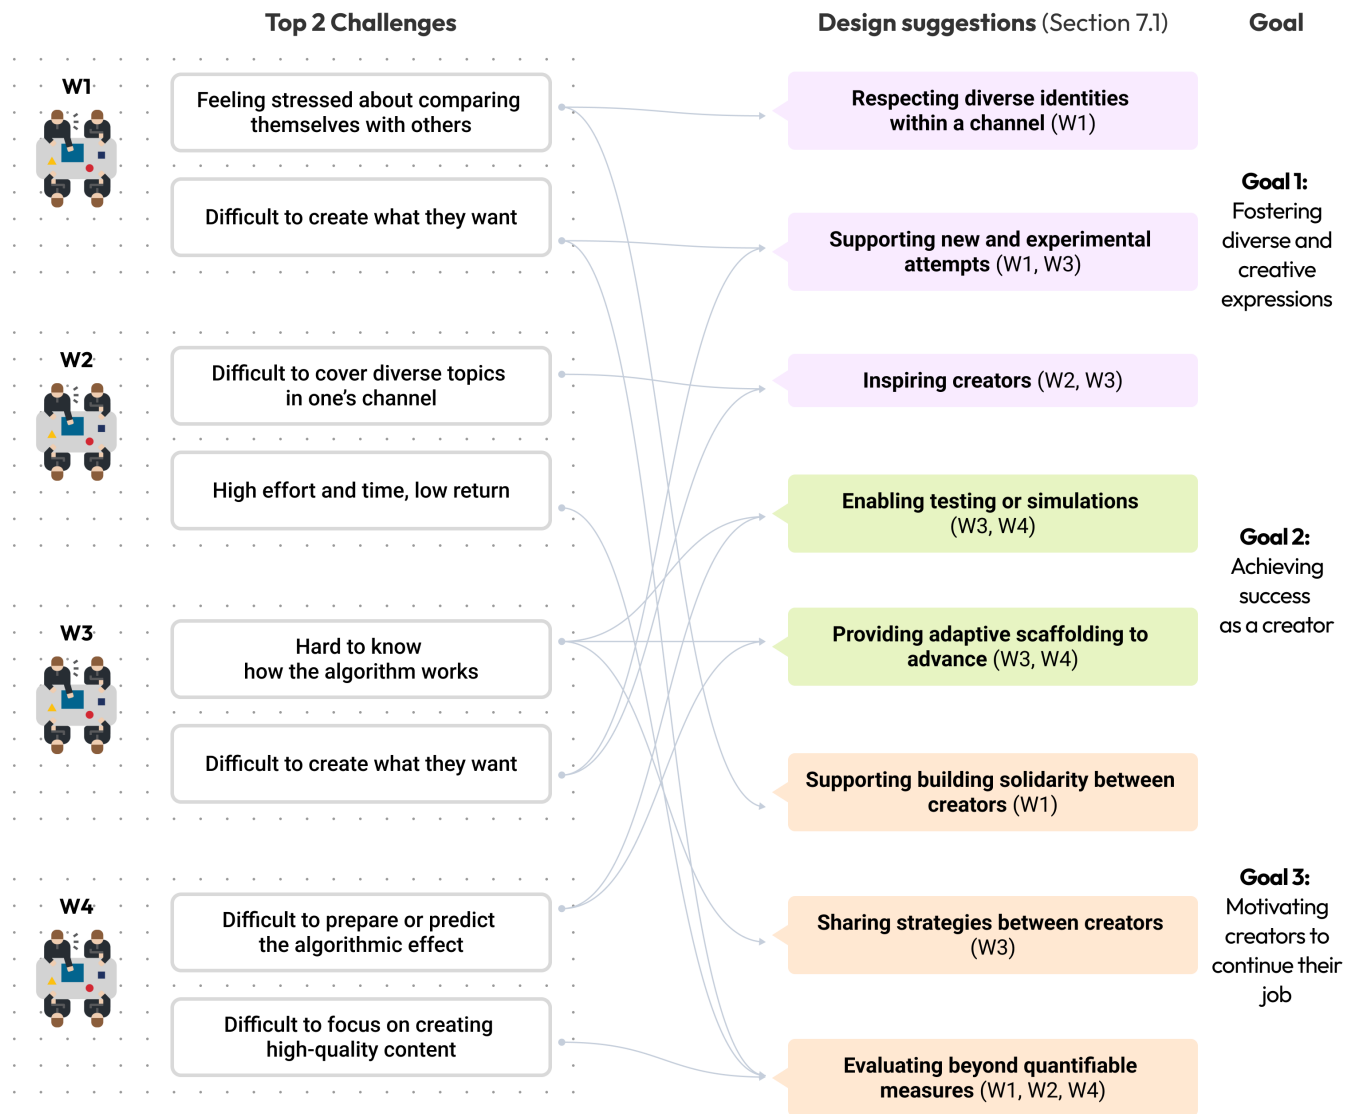 Top 2 Challenges
Design suggestions (Section 7.1)
Goal
W1
Feeling stressed about comparing
themselves with others
Difficult to create what they want
W2
Difficult to cover diverse topics
in one's channel
High effort and time, low return
W3
Hard to know
how the algorithm works
Difficult to create what they want
W4
Difficult to prepare or predict
the algorithmic effect
Difficult to focus on creating
high-quality content
Respecting diverse identities
within a channel (W1)
Supporting new and experimental
attempts (W1, W3)
Inspiring creators (W2, W3)
Enabling testing or simulations
(W3, W4)
Providing adaptive scaffolding to
advance (W3, W4)
Supporting building solidarity between
creators (W1)
Sharing strategies between creators
(W3)
Evaluating beyond quantifiable
measures (W1, W2, W4)
Goal 1:
Fostering
diverse and
creative
expressions
Goal 2:
Achieving
success
as a creator
Goal 3:
Motivating
creators to
continue their
job